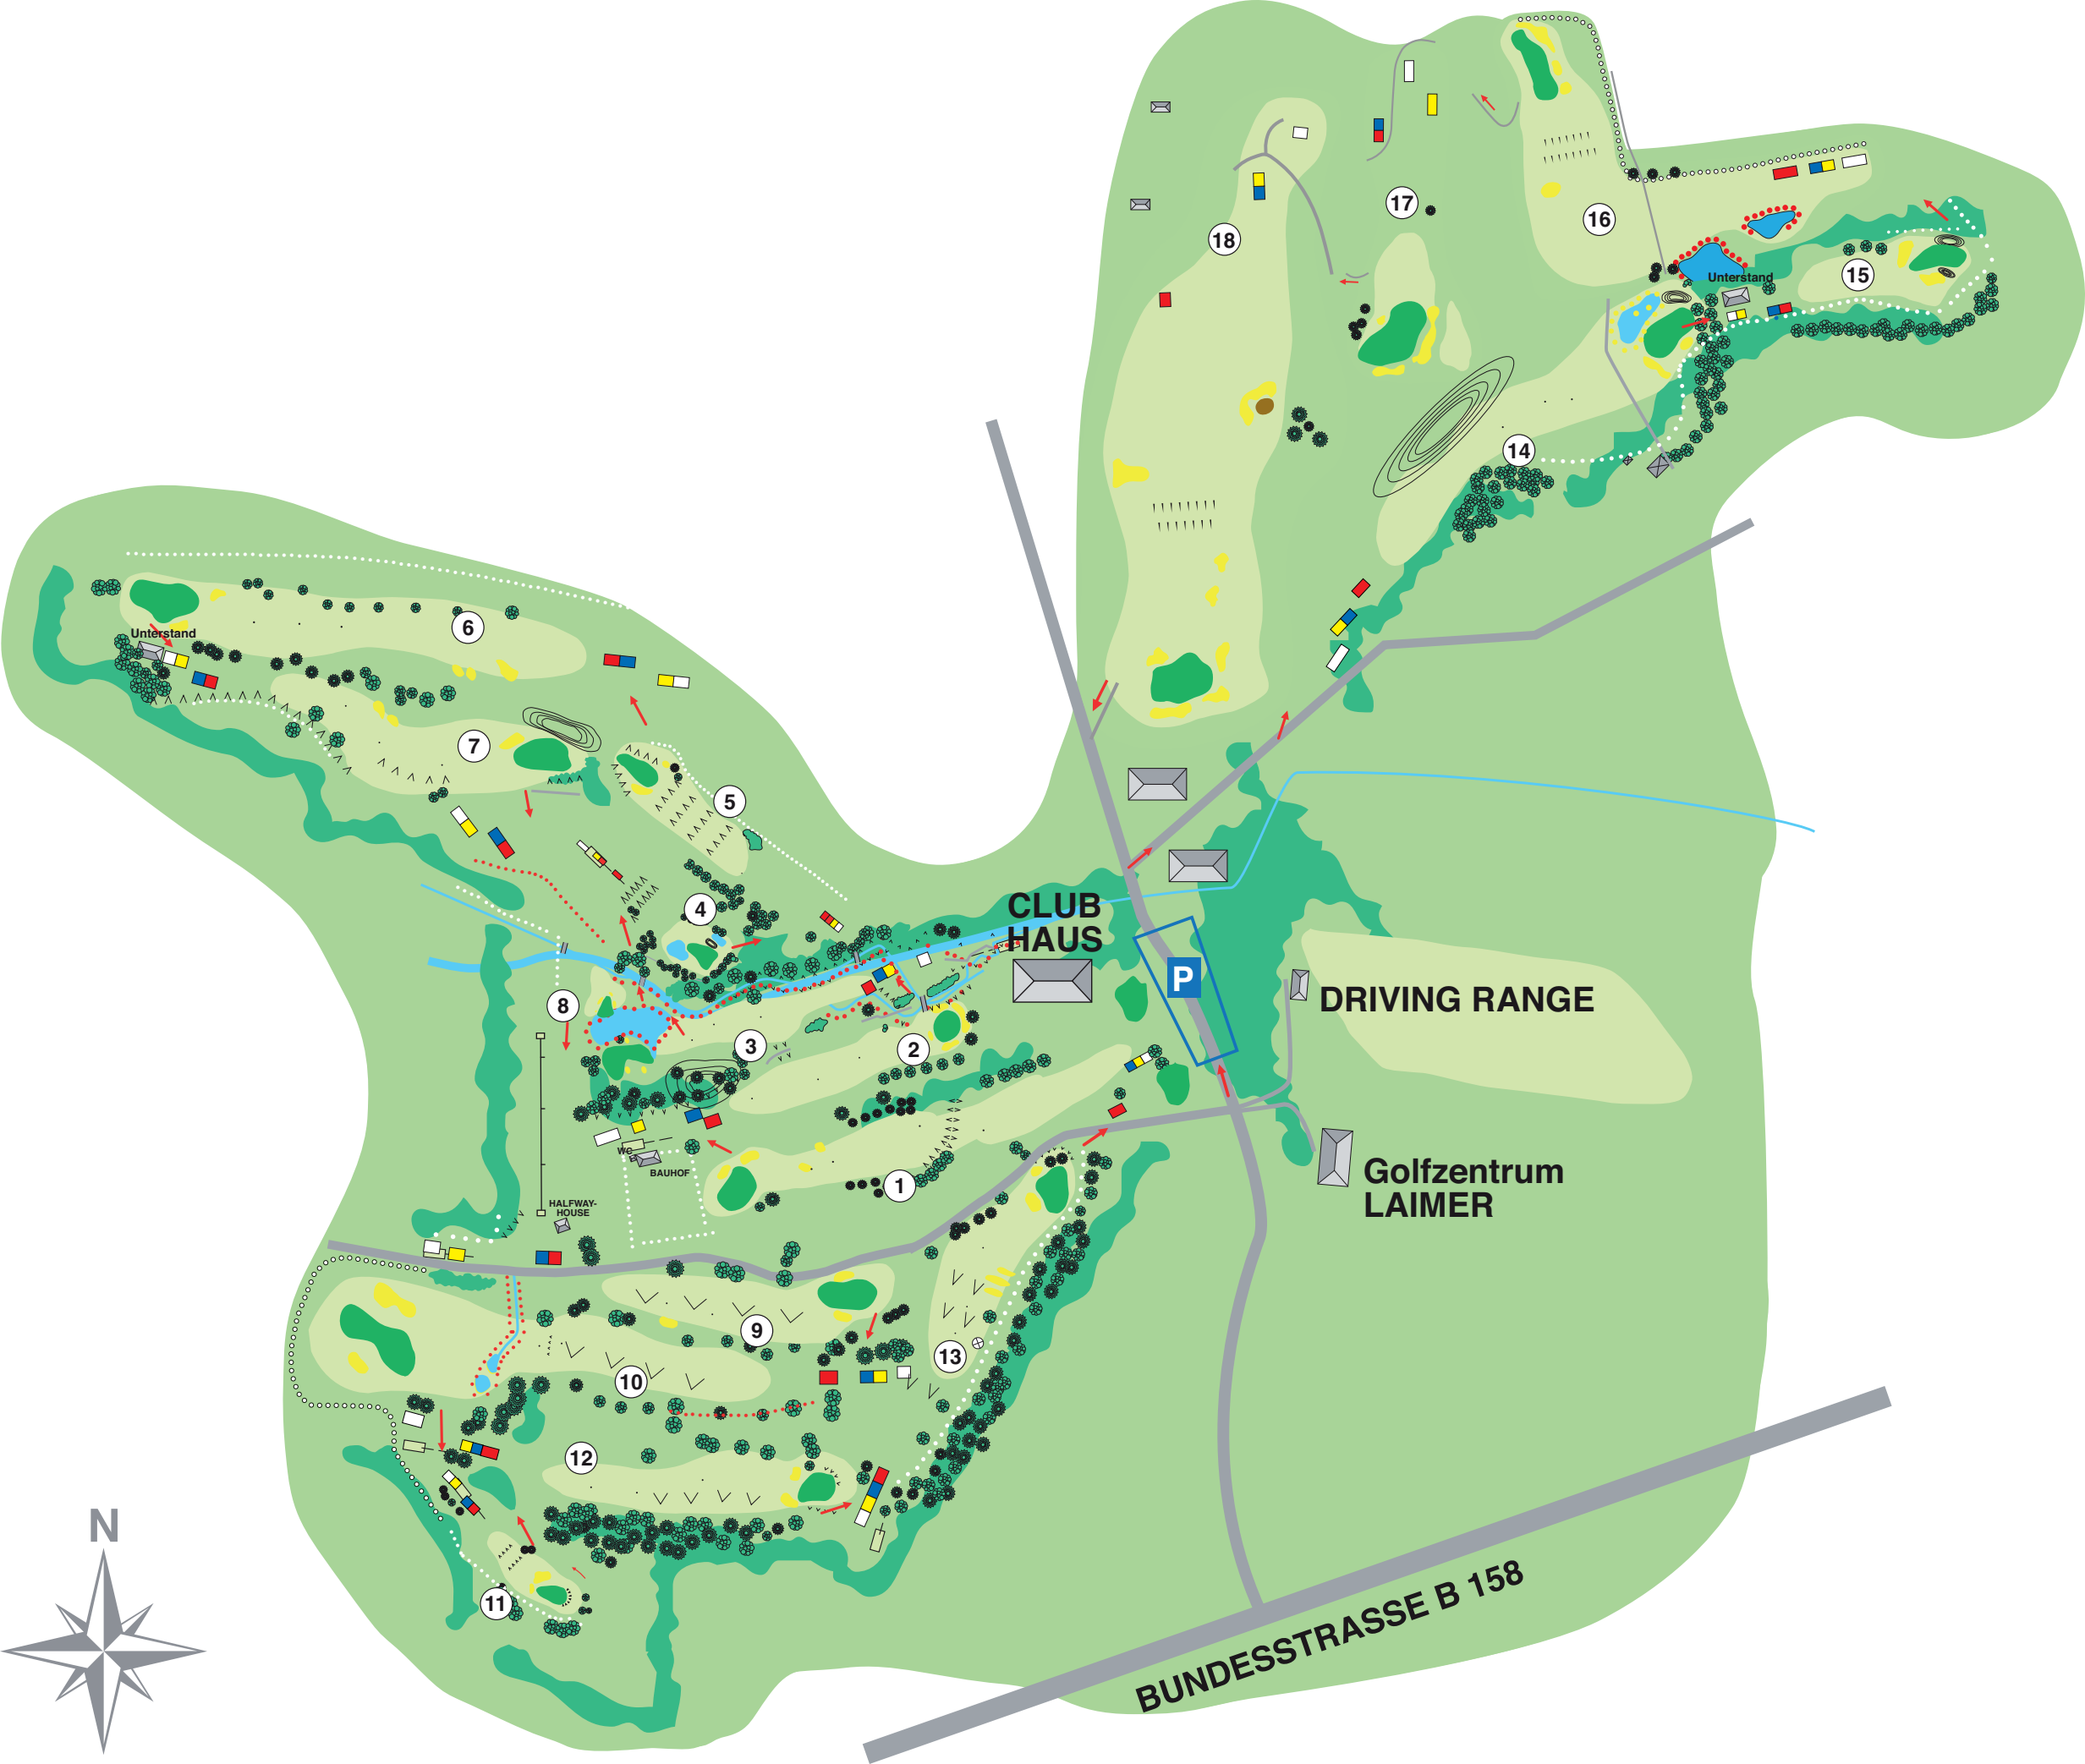 17
16
18
15
Unterstand
14
6
Unterstand
7
5
4
CLUB
HAUS
P
DRIVING RANGE
8
3
2
WC
BAUHOF
1
Golfzentrum
LAIMER
HALFWAY-
HOUSE
9
13
10
12
11
N
BUNDESSTRASSE B 158